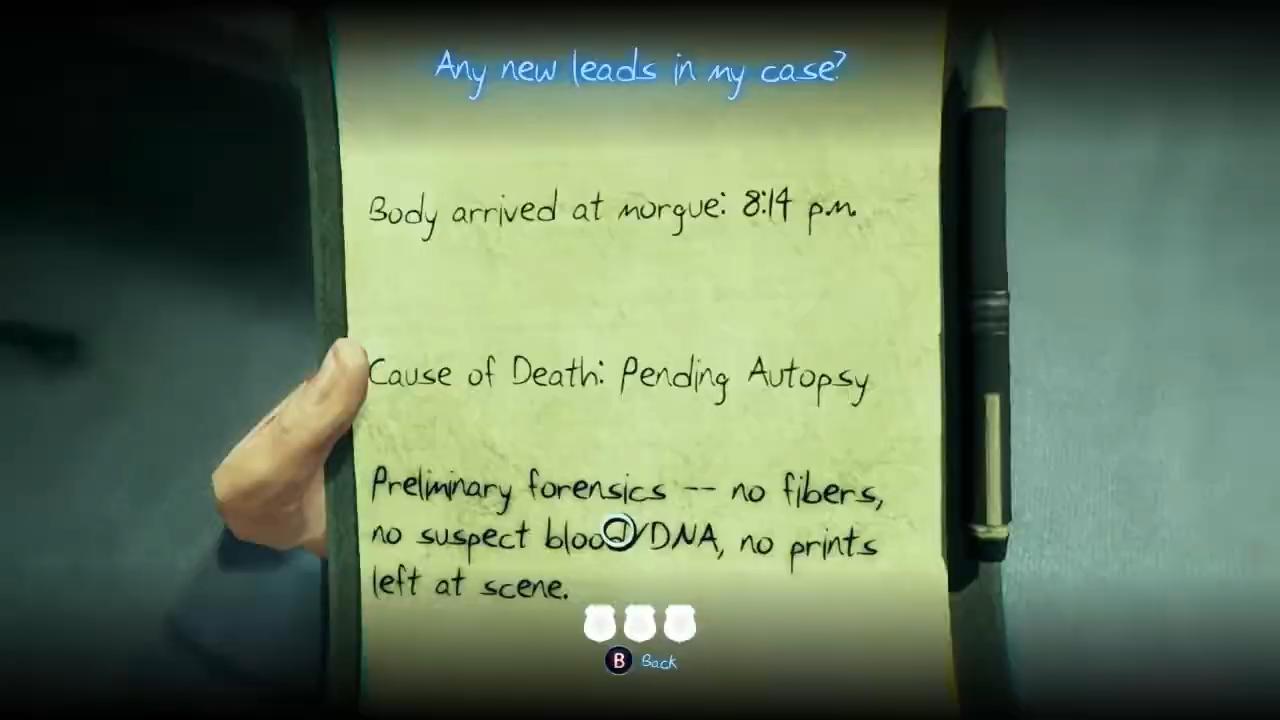 Any new leads in my case?
Body arrived at morgue: 8:14 p.m.
Cause of Death: Pending Autopsy
Preliminary forensics -- no fibers,
no suspect blood/DNA, no prints
left at scene.
B Back